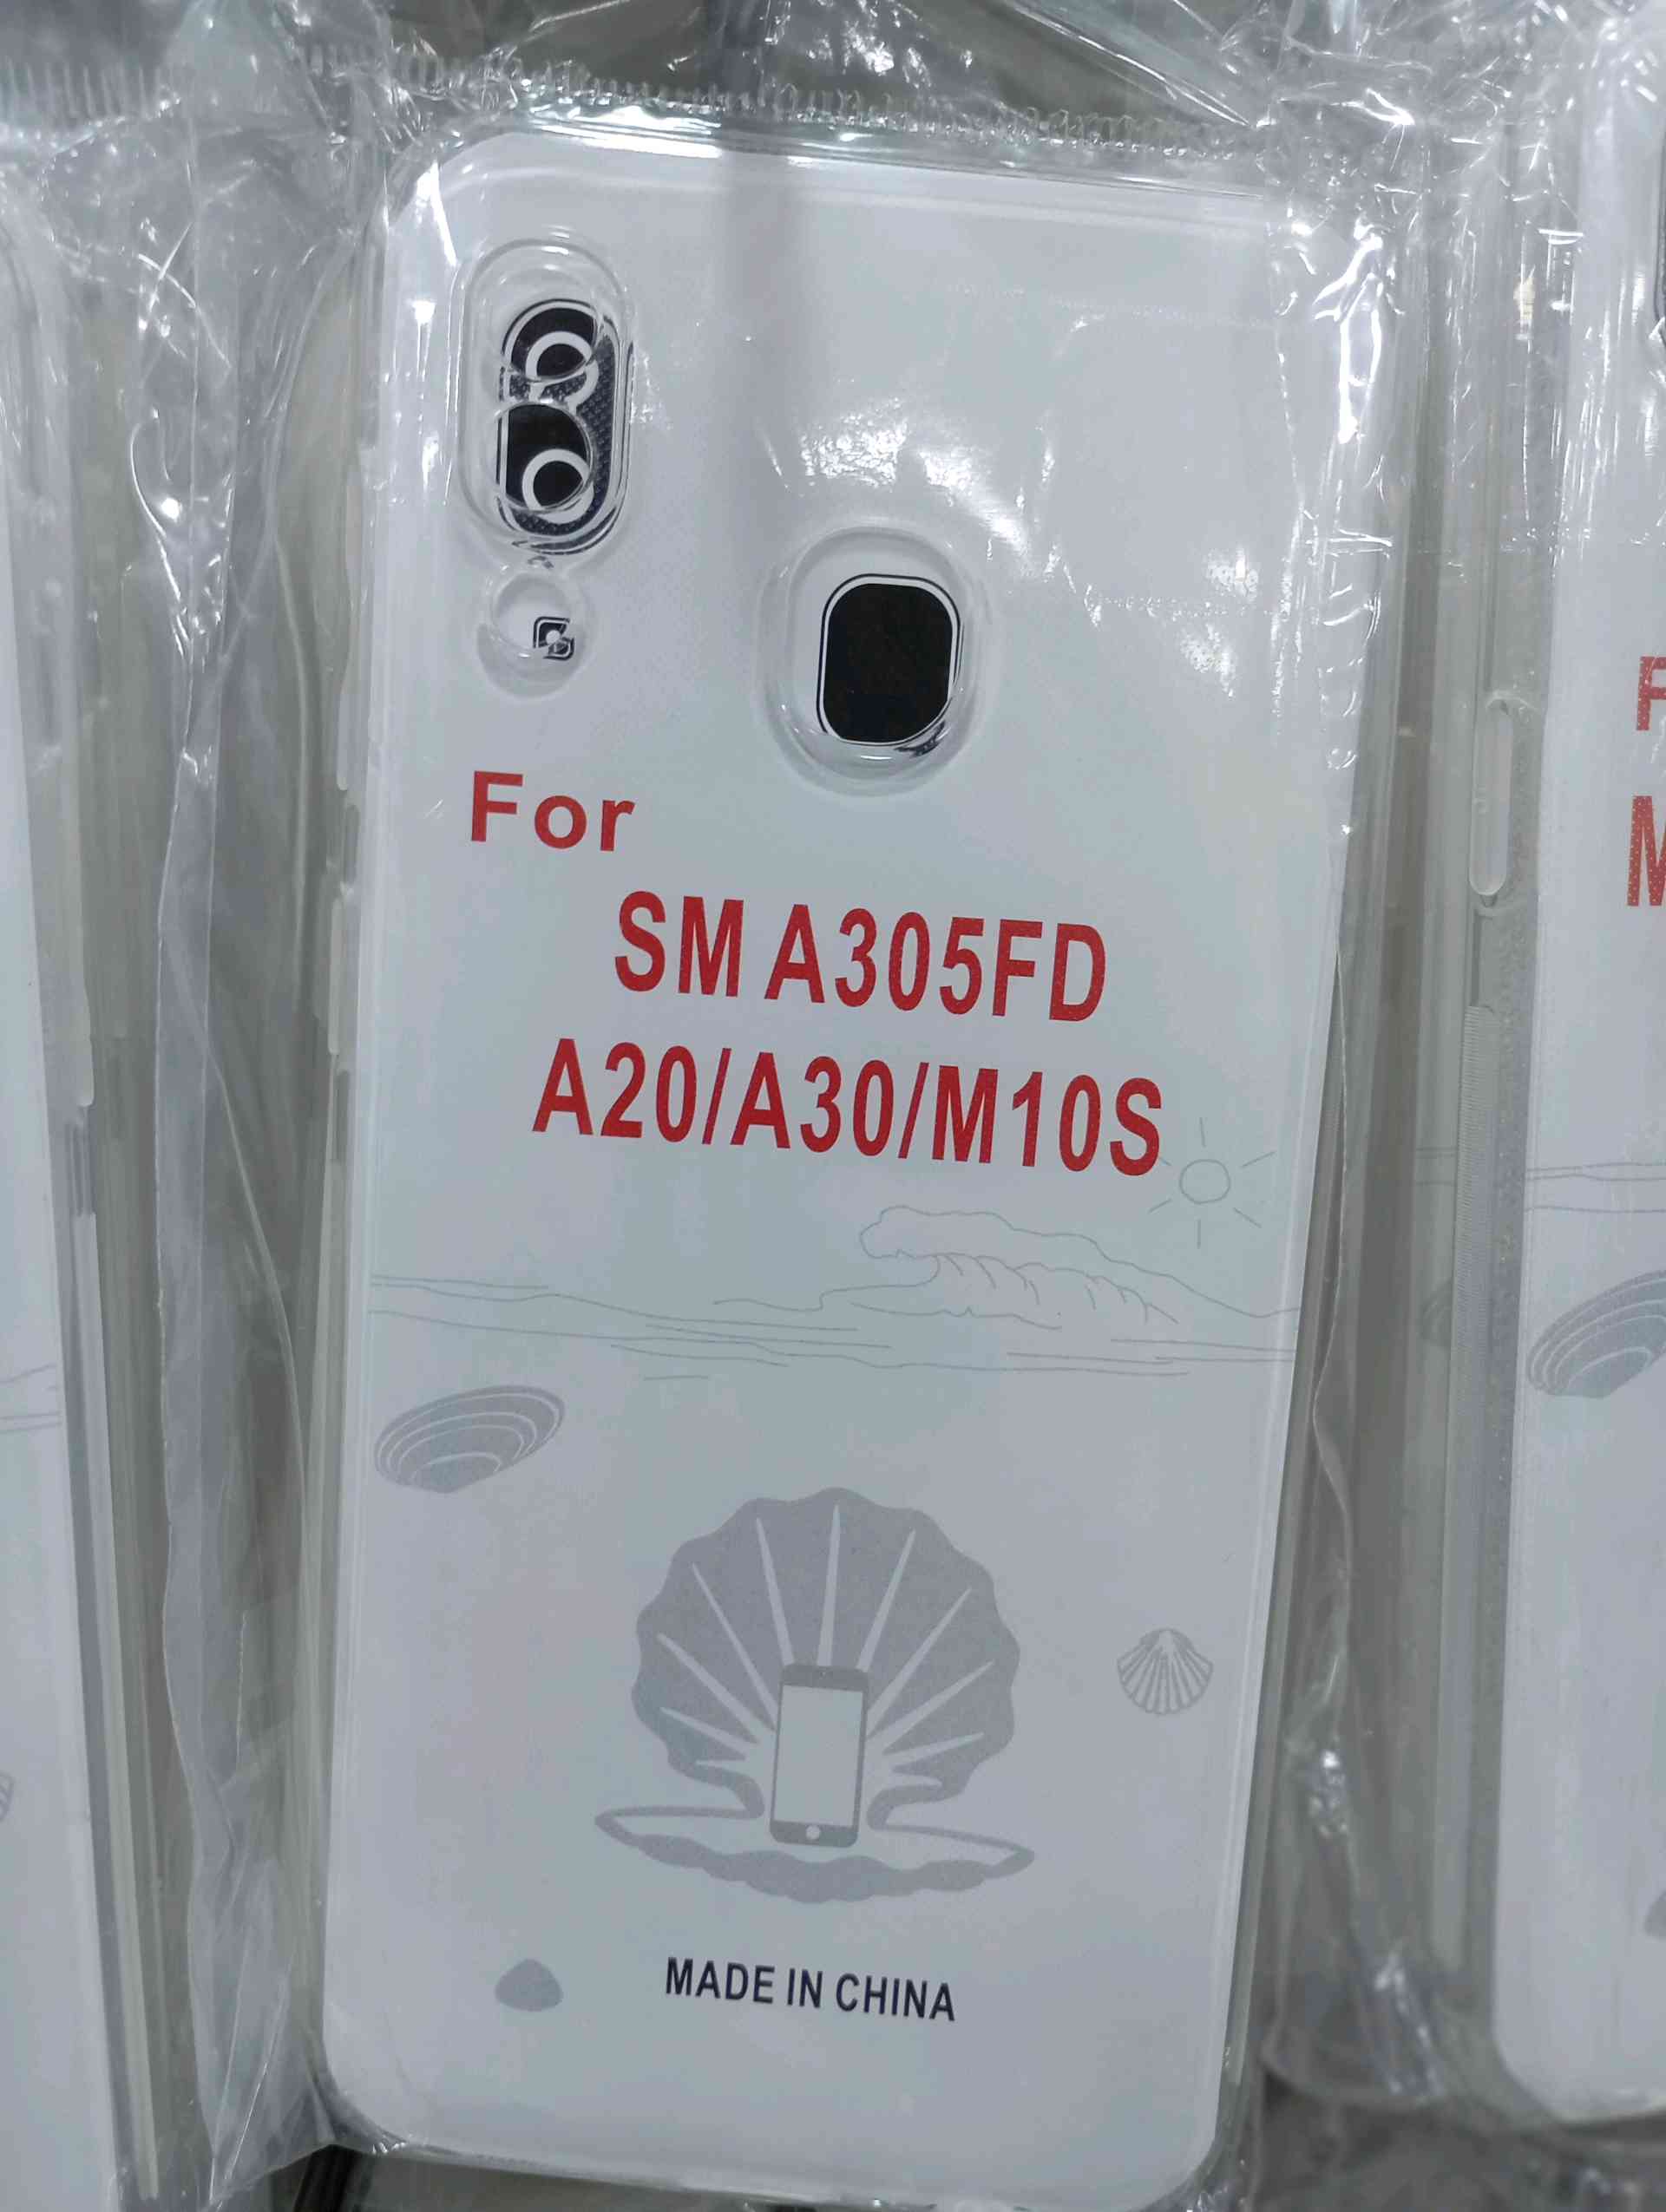 For
SM A305FD
A20/A30/M10S
MADE IN CHINA
F
M